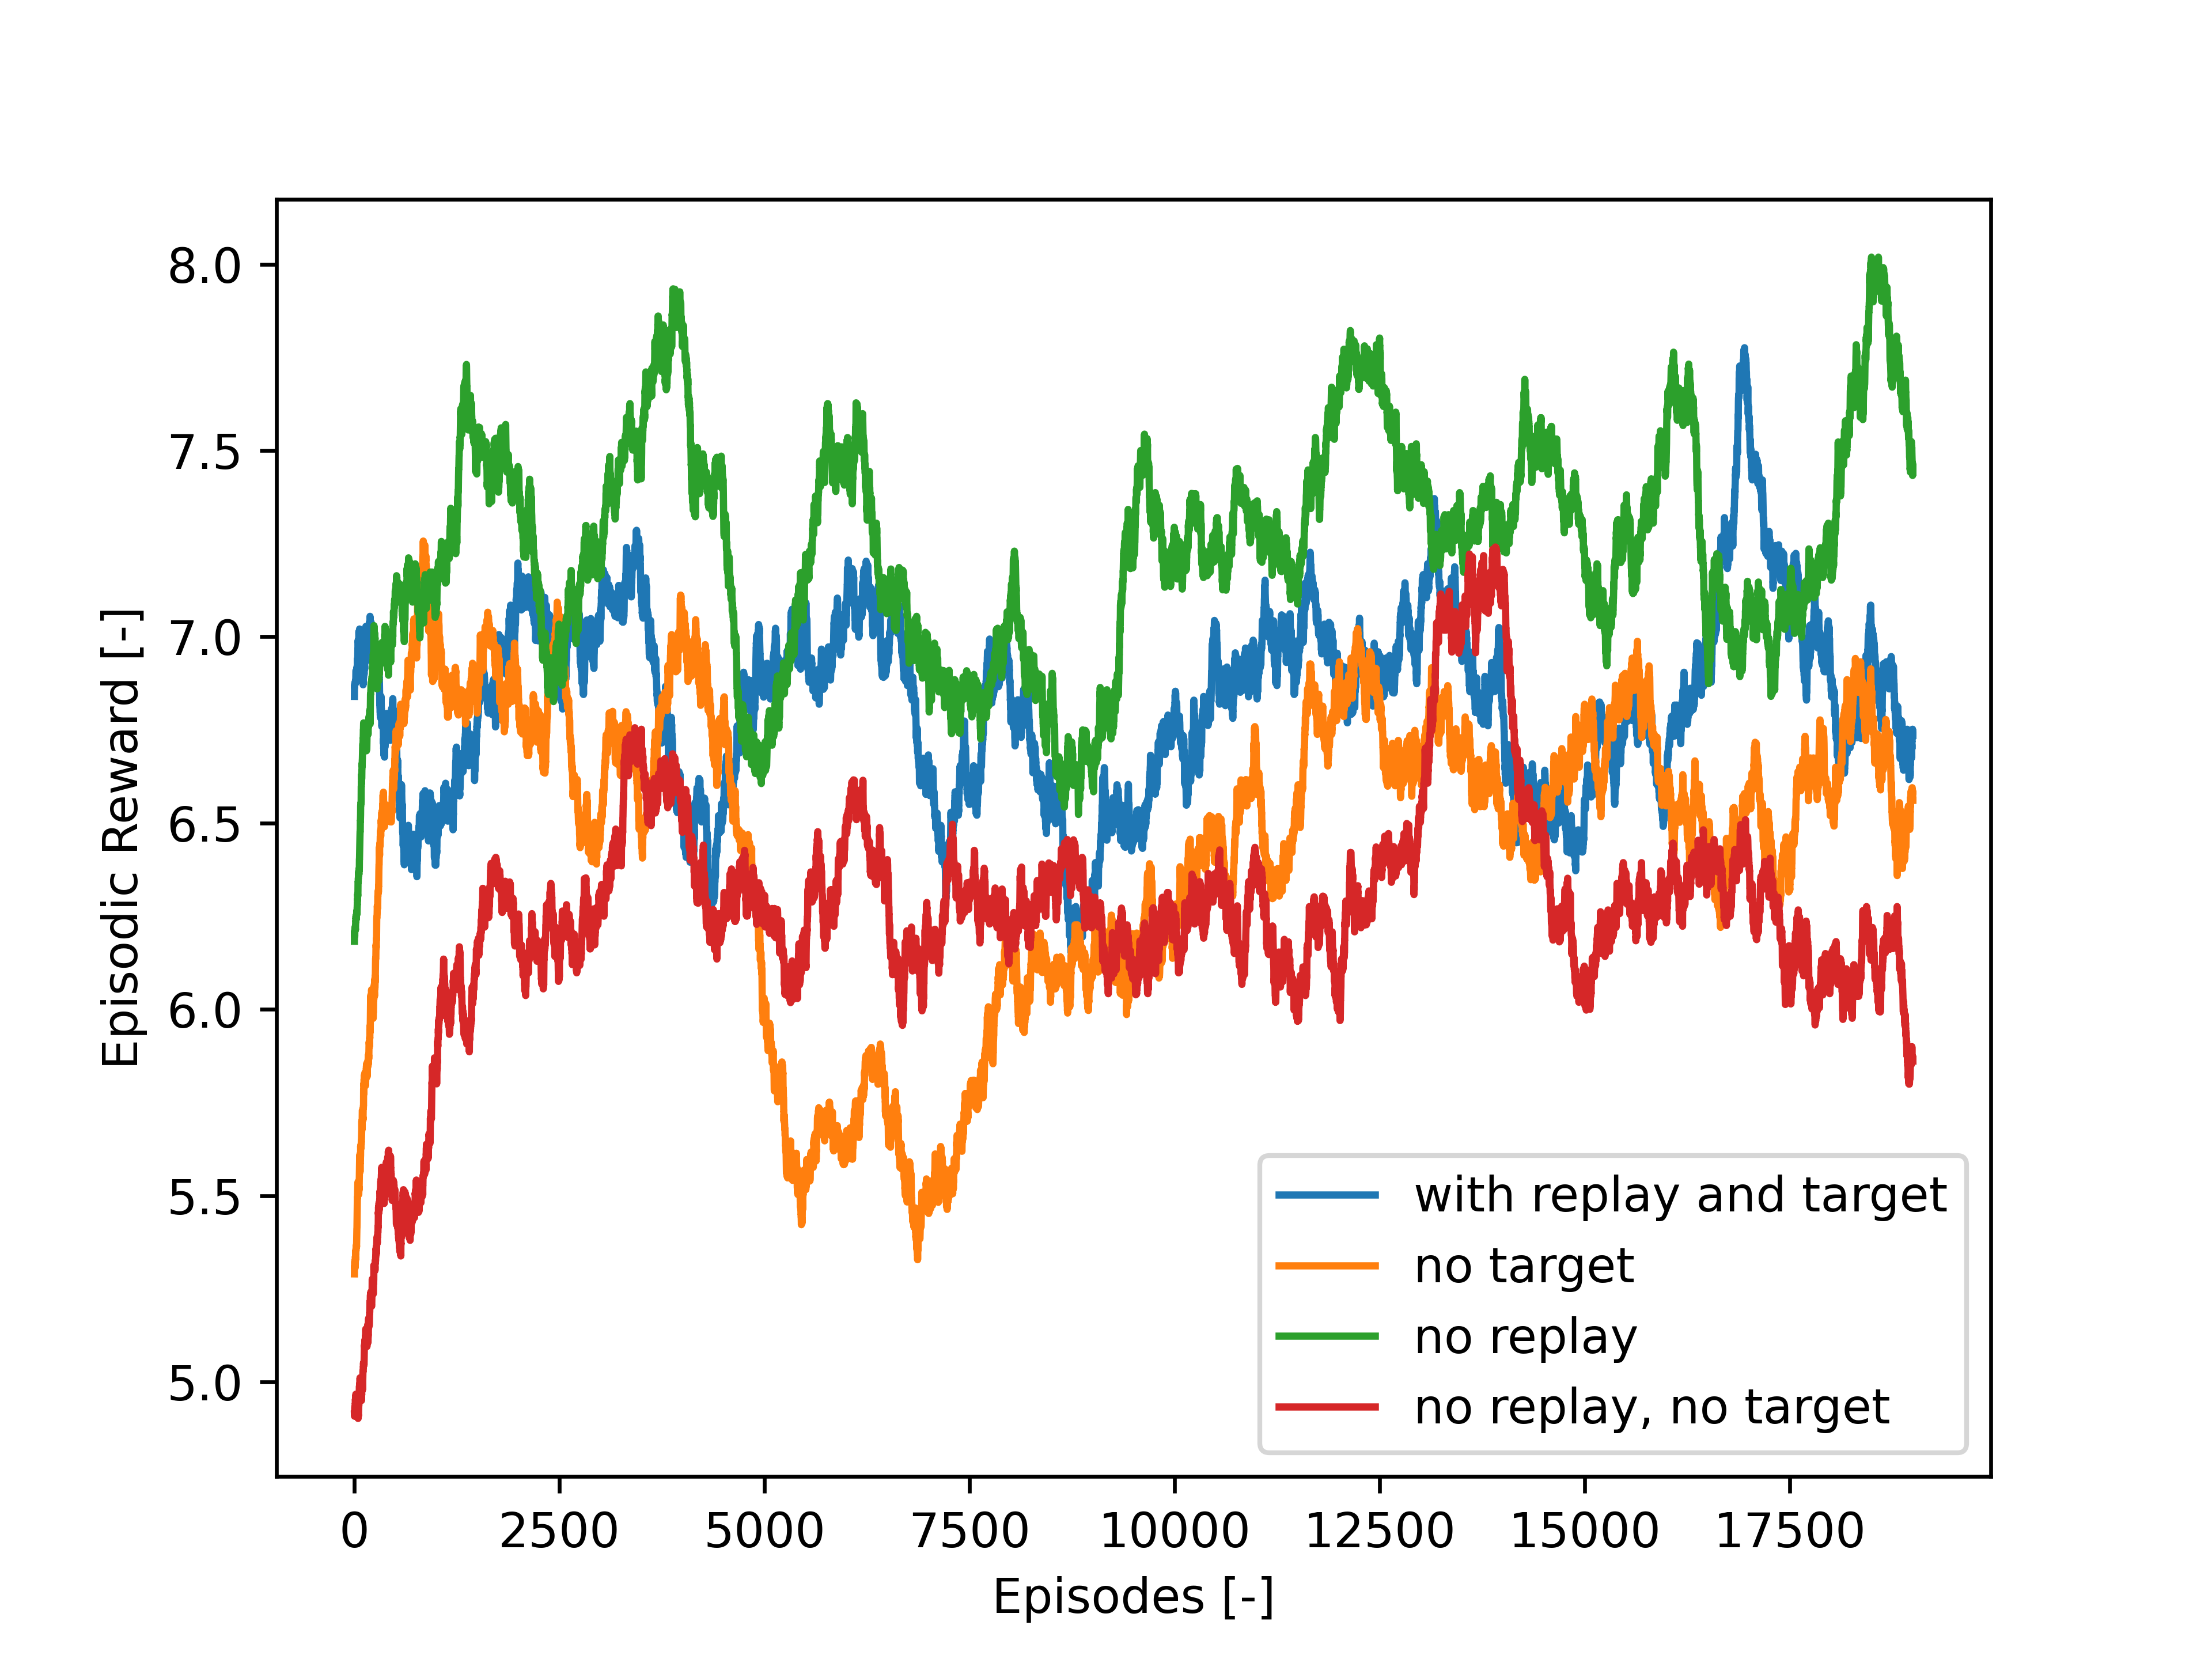 8.0
7.5
7.0
6.5
6.0
5.5
5.0
Episodic Reward [-]
with replay and target
no target
no replay
no replay, no target
0 2500 5000 7500 10000 12500 15000 17500
Episodes [-]